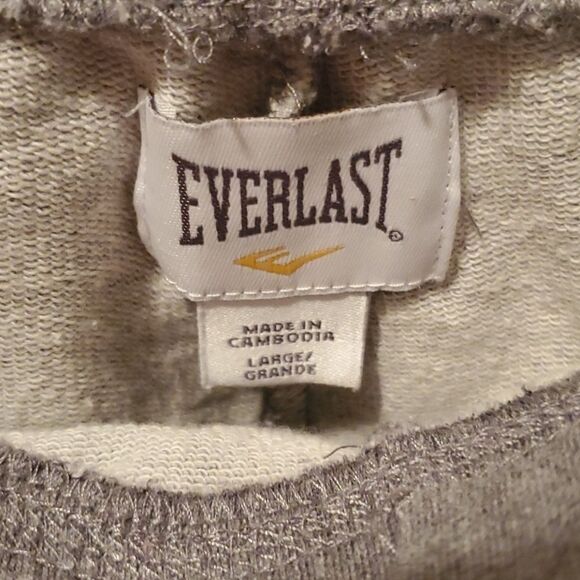 EVERLAST®
MADE IN
CAMBODIA
LARGE/
GRANDE